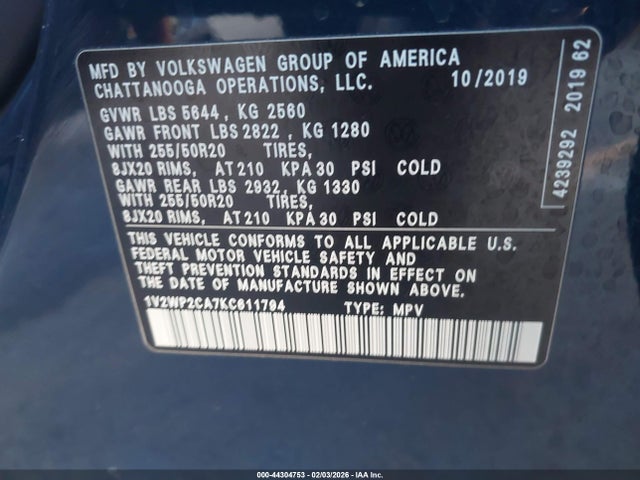 MFD BY VOLKSWAGEN GROUP OF AMERICA
CHATTANOOGA OPERATIONS, LLC. 10/2019
GVWR LBS 5644 , KG 2560
GAWR FRONT LBS 2822 , KG 1280
WITH 255/50R20 TIRES,
8JX20 RIMS, AT 210 KPA 30 PSI COLD
GAWR REAR LBS 2932, KG 1330
WITH 255/50R20 TIRES,
8JX20 RIMS, AT 210 KPA 30 PSI COLD
THIS VEHICLE CONFORMS TO ALL APPLICABLE U.S.
FEDERAL MOTOR VEHICLE SAFETY AND
THEFT PREVENTION STANDARDS IN EFFECT ON THE
DATE OF MANUFACTURE SHOWN ABOVE.
1V2WP2CA7KC611794 TYPE: MPV
4239292 2019 62
000-44304753 - 02/03/2026 - IAA Inc.